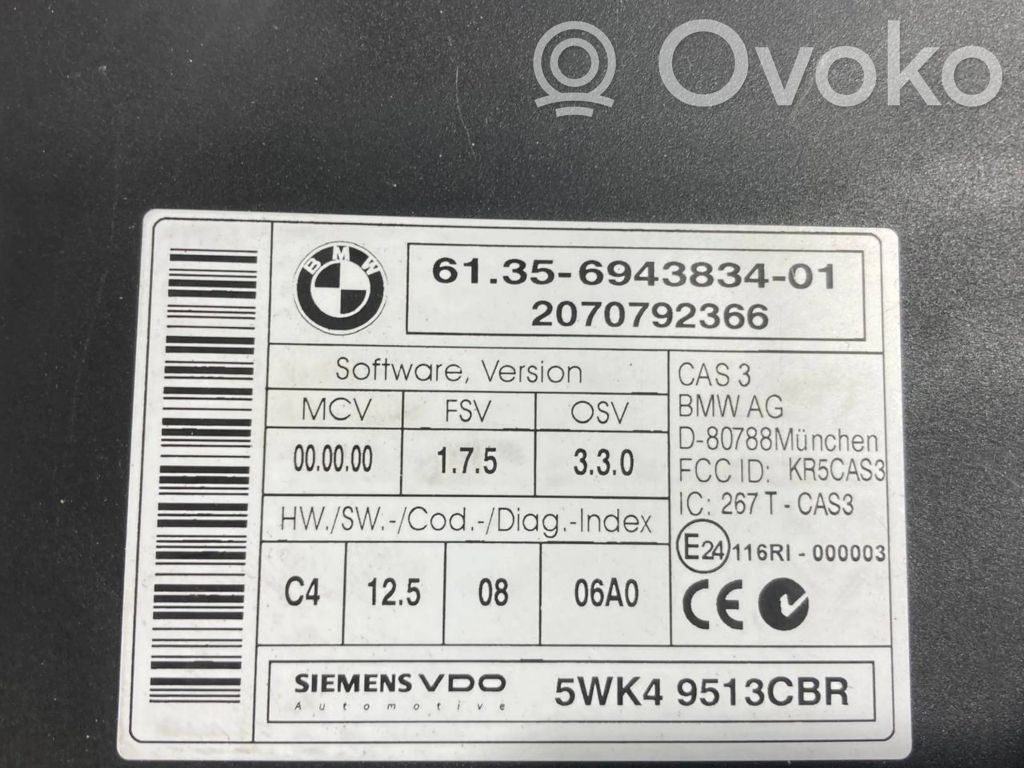 Ovoko
BMW
61.35-6943834-01
2070792366
Software, Version
MCV FSV OSV
00.00.00 1.7.5 3.3.0
HW./SW.-/Cod.-/Diag.-Index
C4 12.5 08 06A0
CAS 3
BMW AG
D-80788München
FCC ID: KR5CAS3
IC: 267 T - CAS3
E24 116RI - 000003
CE
SIEMENS VDO
Automotive
5WK4 9513CBR